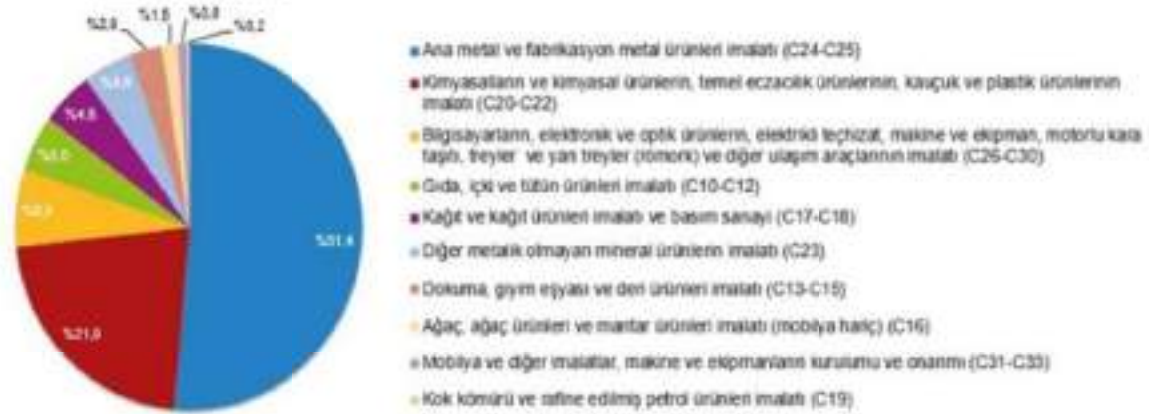 %1,5
%0,2
%51,4
%21,9
%4,8
Ana metal ve fabrikasyon metal ürünleri imalatı (C24-C25)
Kimyasalların ve kimyasal ürünlerin, temel eczacılık ürünlerinin, kauçuk ve plastik ürünlerinin
imalatı (C20-C22)
Bilgisayarların, elektronik ve optik ürünlerin, elektrikli teçhizat, makine ve ekipman, motorlu kara
taşıtı, treyler ve yarı treyler (römork) ve diğer ulaşım araçlarının imalatı (C26-C30)
Gıda, içki ve tütün ürünleri imalatı (C10-C12)
Kağıt ve kağıt ürünleri imalatı ve basım sanayi (C17-C18)
Diğer metalik olmayan mineral ürünlerin imalatı (C23)
Dokuma, giyim eşyası ve deri ürünleri imalatı (C13-C15)
Ağaç, ağaç ürünleri ve mantar ürünleri imalatı (mobilya hariç) (C16)
Mobilya ve diğer imalatlar, makine ve ekipmanların kurulumu ve onarımı (C31-C33)
Kok kömürü ve rafine edilmiş petrol ürünleri imalatı (C19)